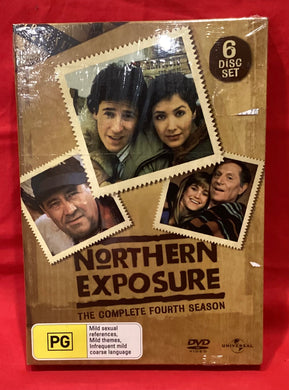 6
DISC
SET
NORTHERN
EXPOSURE
THE COMPLETE FOURTH SEASON
PG
Mild sexual
references,
Mild themes,
Infrequent mild
coarse language
DVD
VIDEO
UNIVERSAL